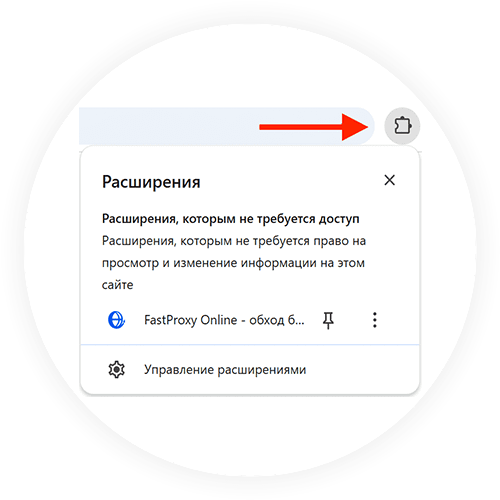 Расширения
Расширения, которым не требуется доступ
Расширения, которым не требуется право на
просмотр и изменение информации на этом
сайте
FastProxy Online - обход б...
Управление расширениями